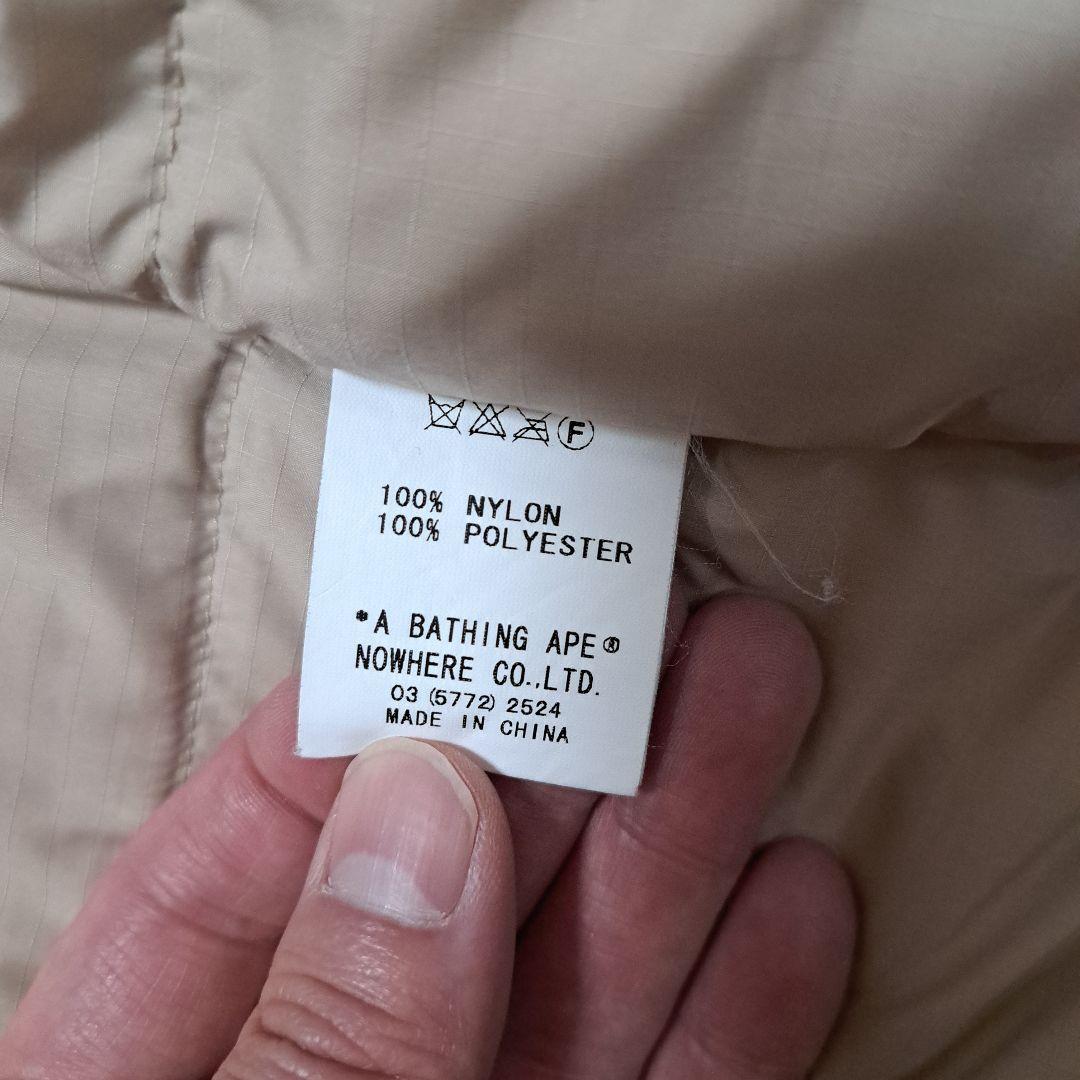 F
100% NYLON
100% POLYESTER
*A BATHING APE®
NOWHERE CO.,LTD.
03 (5772) 2524
MADE IN CHINA